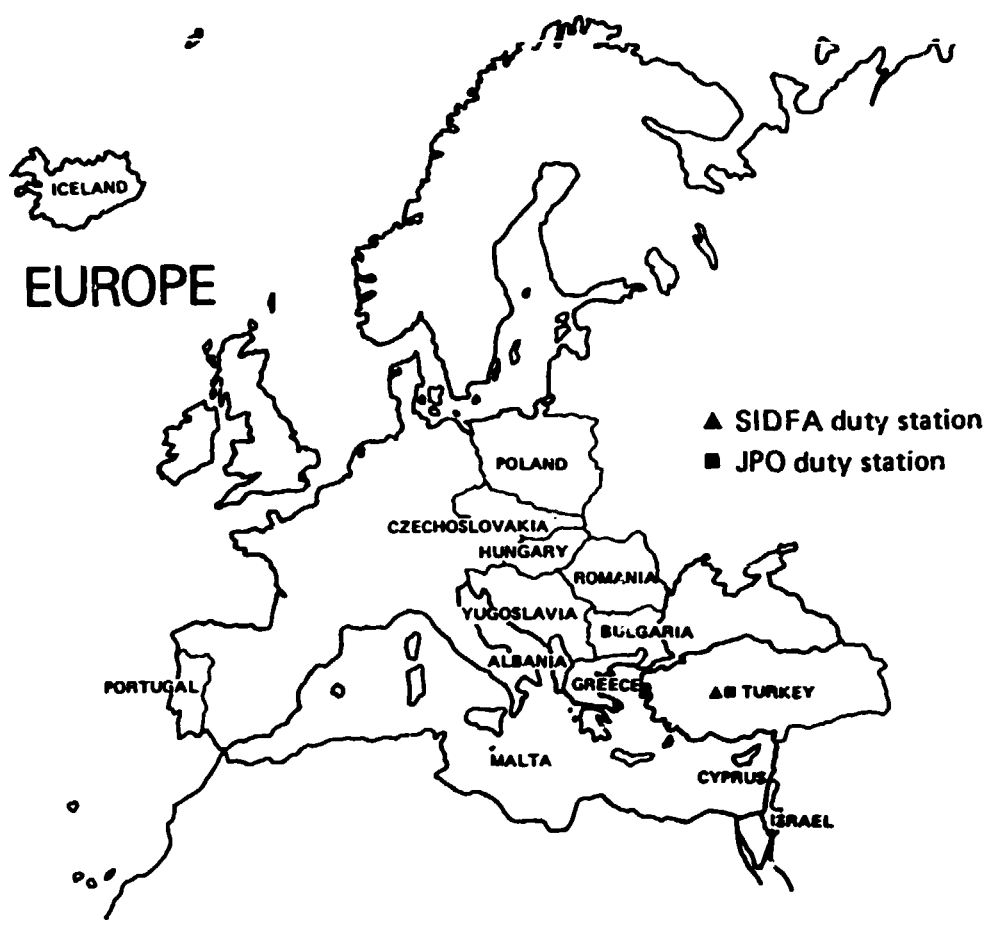 ICELAND
EUROPE
▲ SIDFA duty station
■ JPO duty station
POLAND
CZECHOSLOVAKIA
HUNGARY
ROMANIA
YUGOSLAVIA
BULGARIA
ALBANIA
GREECE
PORTUGAL
▲■ TURKEY
MALTA
CYPRUS
ISRAEL